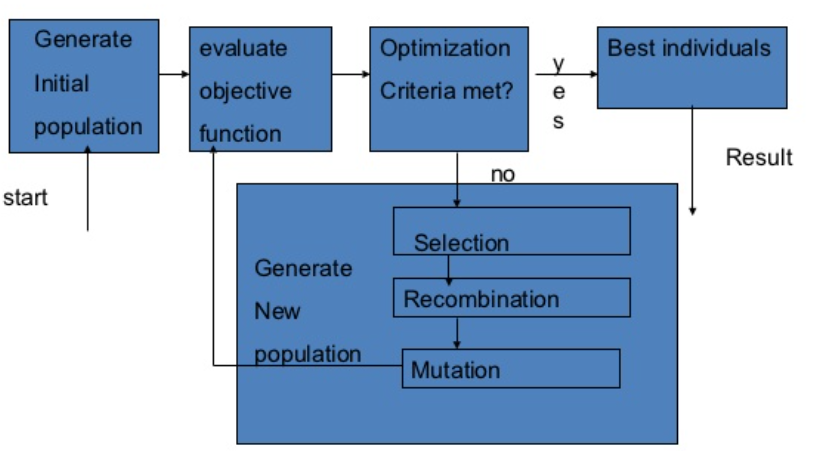 Generate
Initial
population
evaluate
objective
function
Optimization
Criteria met?
yes
Best individuals
Result
start
no
Generate
New
population
Selection
Recombination
Mutation